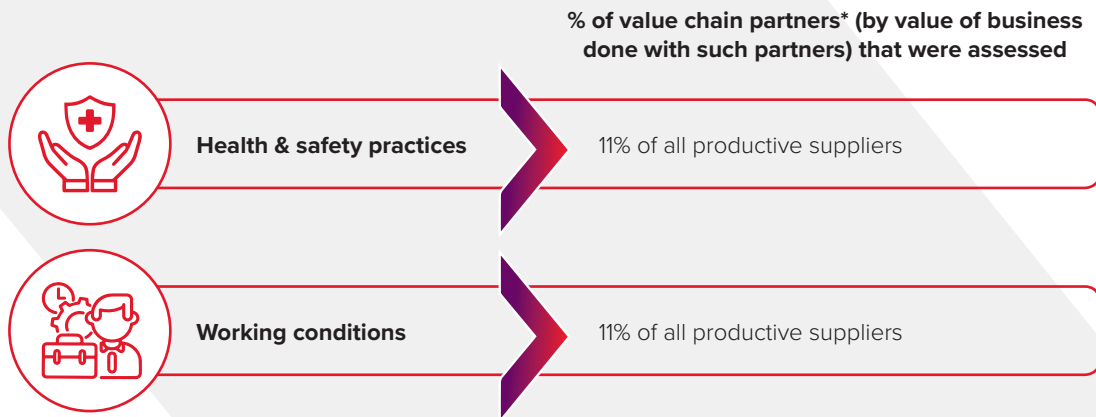 % of value chain partners* (by value of business
done with such partners) that were assessed
Health & safety practices
11% of all productive suppliers
Working conditions
11% of all productive suppliers